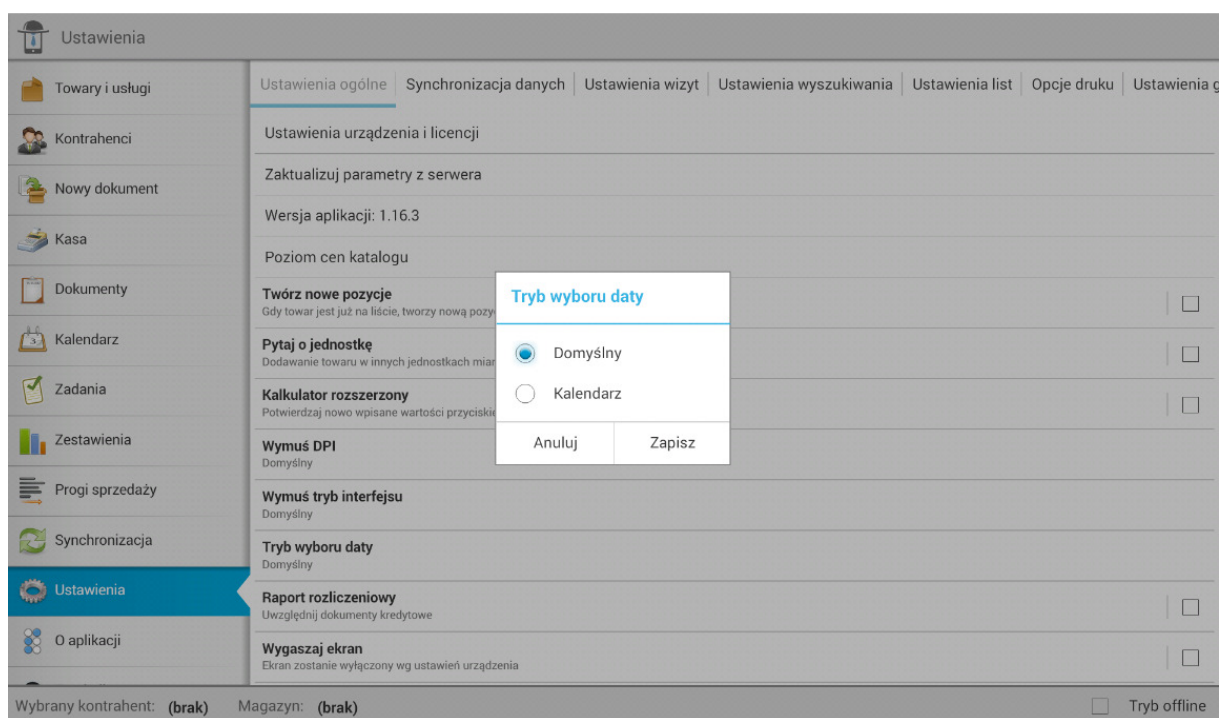 Ustawienia
Towary i usługi
Kontrahenci
Nowy dokument
Kasa
Dokumenty
Kalendarz
Zadania
Zestawienia
Progi sprzedaży
Synchronizacja
Ustawienia
O aplikacji
Ustawienia ogólne Synchronizacja danych Ustawienia wizyt Ustawienia wyszukiwania Ustawienia list Opcje druku Ustawienia
Ustawienia urządzenia i licencji
Zaktualizuj parametry z serwera
Wersja aplikacji: 1.16.3
Poziom cen katalogu
Twórz nowe pozycje
Gdy towar jest już na liście, tworzy nową
Pytaj o jednostkę
Dodawanie towaru w innych jednostkach
Kalkulator rozszerzony
Potwierdzaj nowo wpisane wartości
Wymuś DPI
Domyślny
Wymuś tryb interfejsu
Domyślny
Tryb wyboru daty
Domyślny
Raport rozliczeniowy
Uwzględnij dokumenty kredytowe
Wygaszaj ekran
Ekran zostanie wyłączony wg ustawień urządzenia
Tryb wyboru daty
Domyślny
Kalendarz
Anuluj Zapisz
Wybrany kontrahent: (brak) Magazyn: (brak) Tryb offline